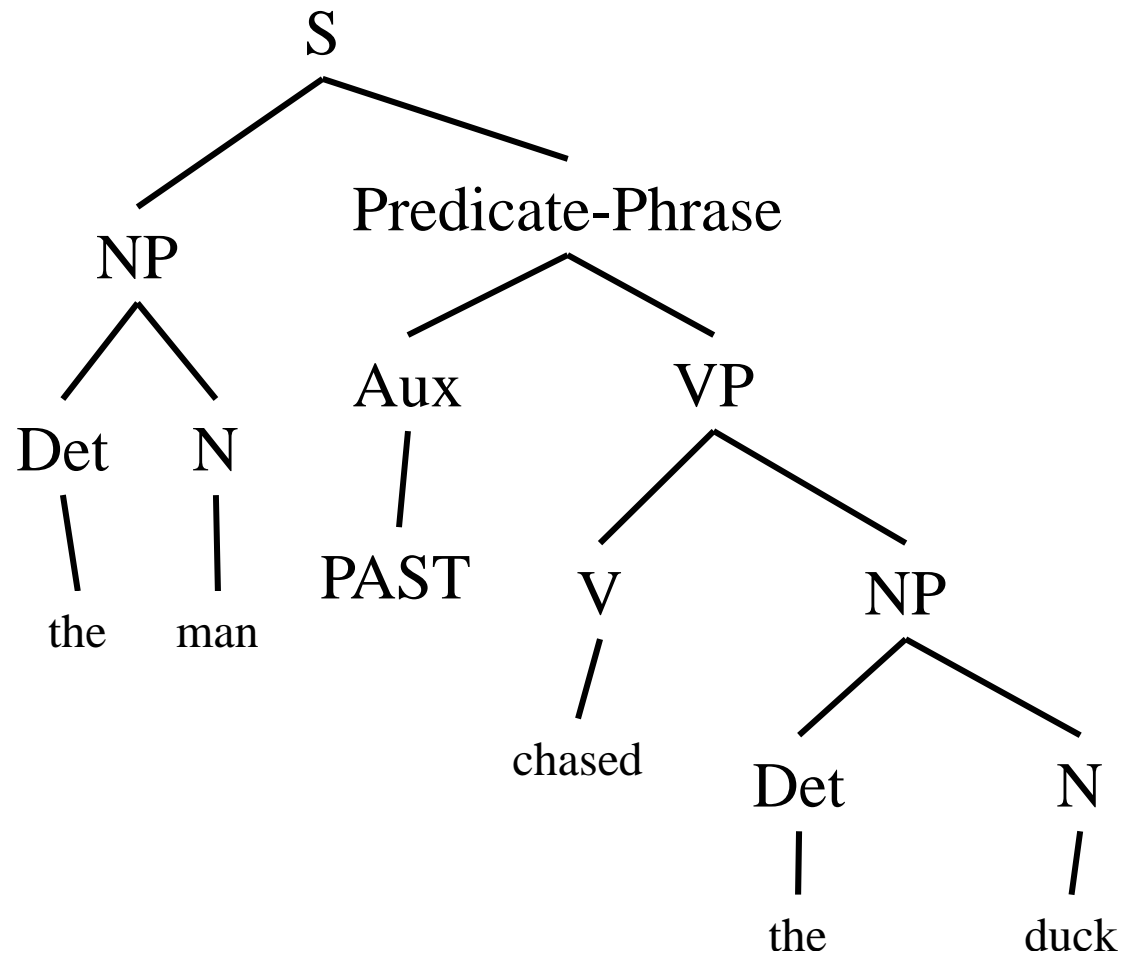 S
Predicate-Phrase
NP
Aux VP
Det N
PAST V NP
the man
chased
Det N
the duck